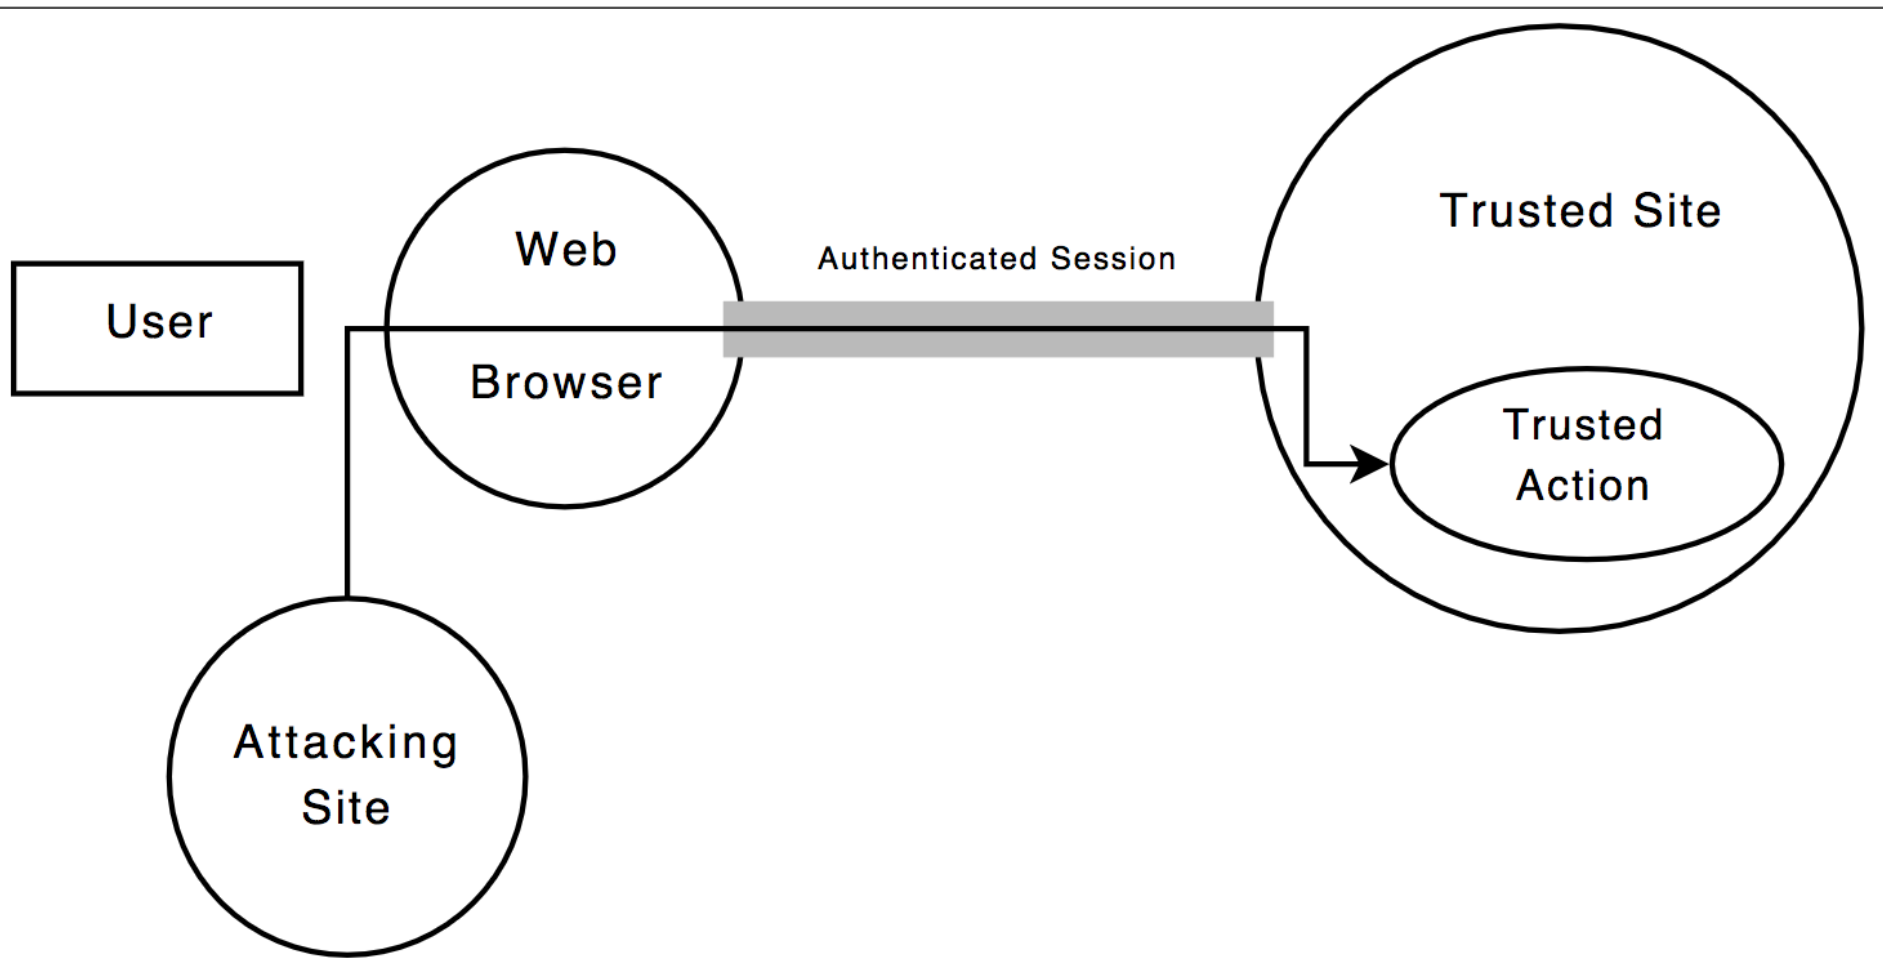 User
Web
Browser
Authenticated Session
Trusted Site
Trusted
Action
Attacking
Site